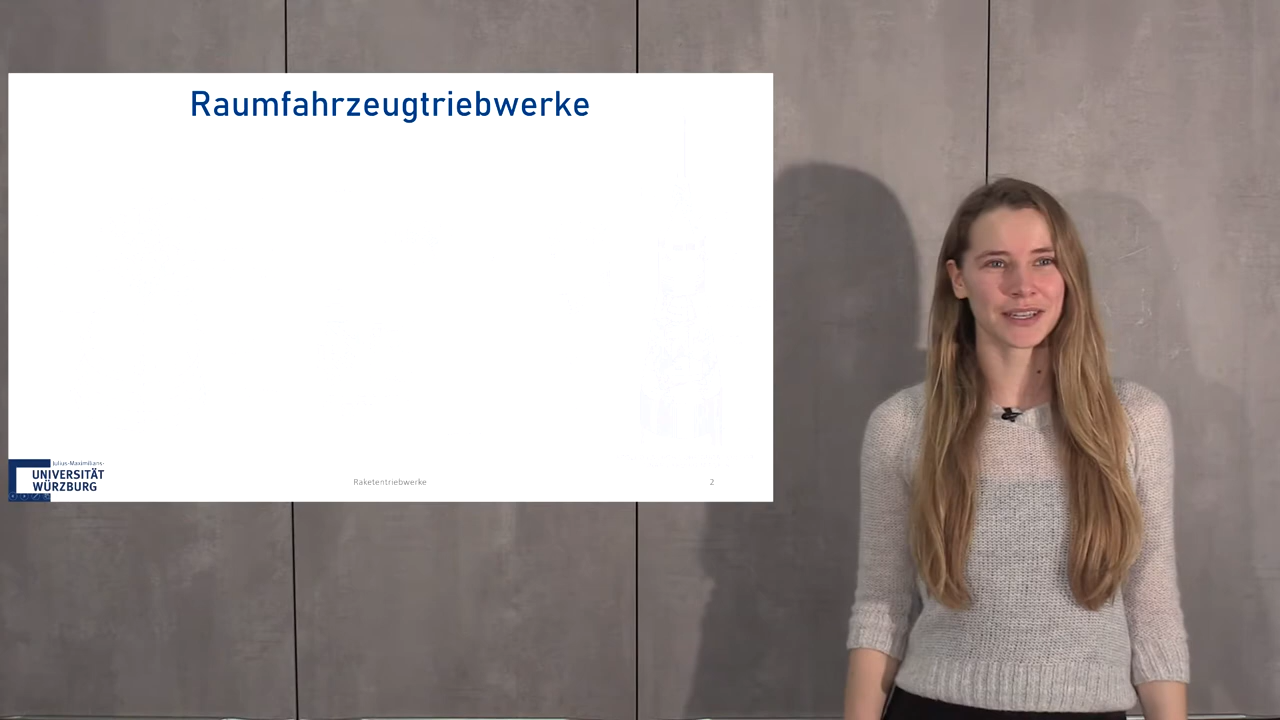 Raumfahrzeugtriebwerke
Julius-Maximilians-
UNIVERSITÄT
WÜRZBURG
Raketentriebwerke
2